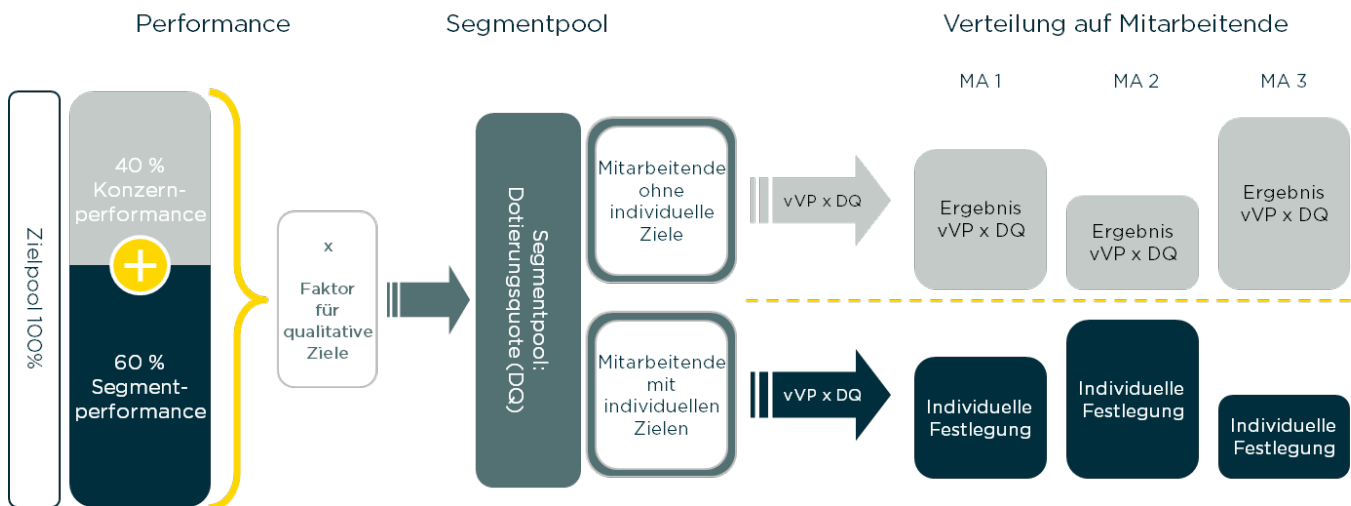 Performance
Segmentpool
Verteilung auf Mitarbeitende
MA 1
MA 2
MA 3
Zielpool 100%
40 %
Konzern-
performance
+
60 %
Segment-
performance
x
Faktor
für
qualitative
Ziele
Segmentpool:
Dotierungsquote (DQ)
Mitarbeitende
ohne
individuelle
Ziele
vVP x DQ
Ergebnis
vVP x DQ
Ergebnis
vVP x DQ
Ergebnis
vVP x DQ
Mitarbeitende
mit
individuellen
Zielen
vVP x DQ
Individuelle
Festlegung
Individuelle
Festlegung
Individuelle
Festlegung